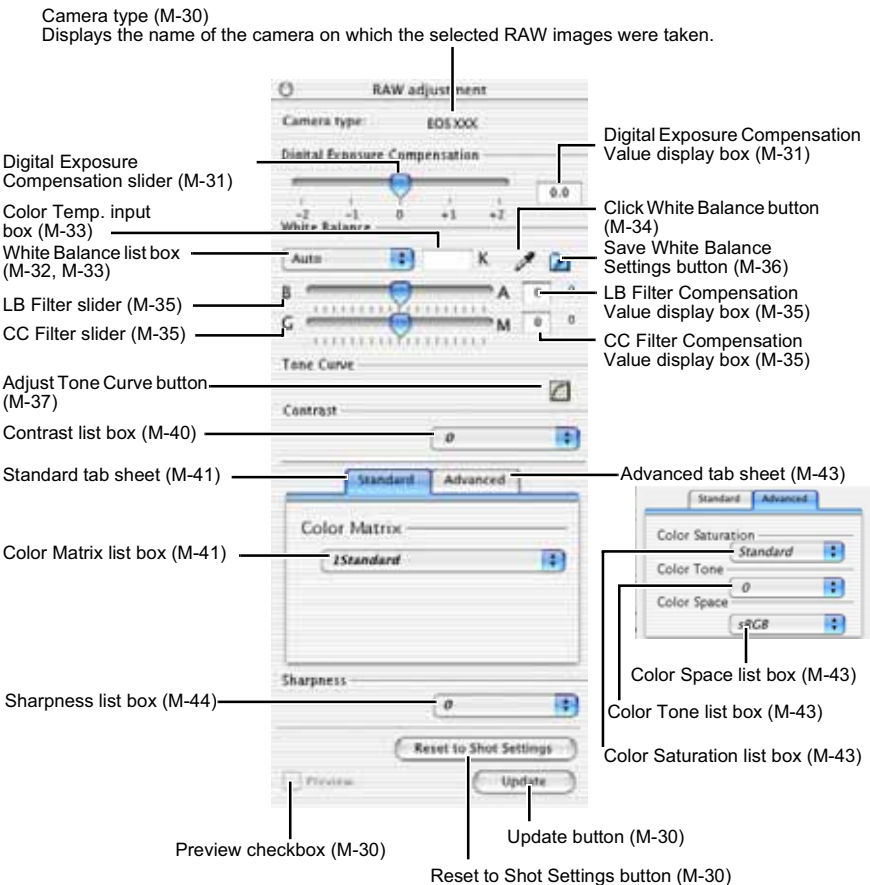 Camera type (M-30)
Displays the name of the camera on which the selected RAW images were taken.
RAW adjustment
Camera type: EOS XXX
Digital Exposure Compensation
Digital Exposure
Compensation slider (M-31)
Digital Exposure Compensation
Value display box (M-31)
0.0
-2 -1 0 +1 +2
Color Temp. input
box (M-33)
White Balance
Click White Balance button
(M-34)
White Balance list box
(M-32, M-33)
Auto K
Save White Balance
Settings button (M-36)
LB Filter slider (M-35)
B A 0 0
LB Filter Compensation
Value display box (M-35)
CC Filter slider (M-35)
G M 0 0
CC Filter Compensation
Value display box (M-35)
Tone Curve
Adjust Tone Curve button
(M-37)
Contrast
Contrast list box (M-40)
0
Standard tab sheet (M-41)
Standard Advanced
Advanced tab sheet (M-43)
Color Matrix
Color Matrix list box (M-41)
1Standard
Standard Advanced
Color Saturation
Standard
Color Tone
0
Color Space
sRGB
Color Space list box (M-43)
Color Tone list box (M-43)
Color Saturation list box (M-43)
Sharpness
Sharpness list box (M-44)
0
Reset to Shot Settings
Preview Update
Preview checkbox (M-30)
Update button (M-30)
Reset to Shot Settings button (M-30)